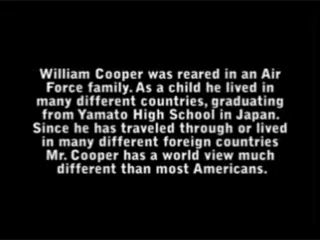 William Cooper was reared in an Air
Force family. As a child he lived in
many different countries, graduating
from Yamato High School in Japan.
Since he has traveled through or lived
in many different foreign countries
Mr. Cooper has a world view much
different than most Americans.